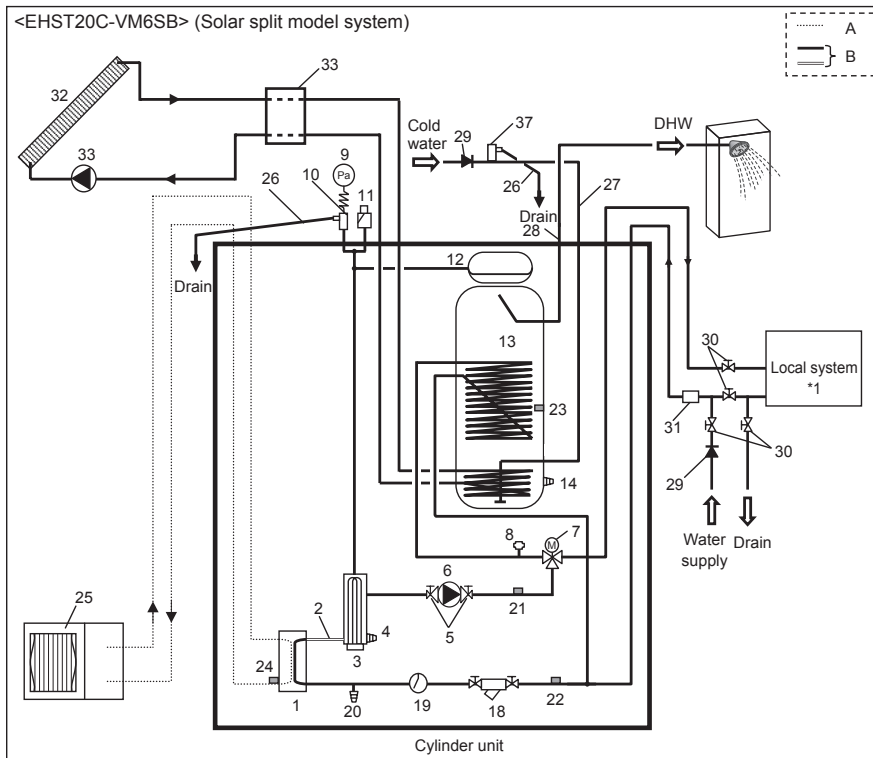 <EHST20C-VM6SB> (Solar split model system)
A
B
33
32
33
Cold
water
29
37
DHW
9
Pa
10
11
26
26
27
Drain
28
Drain
12
13
30
Local system
*1
23
31
30
14
29
8
7
M
Water
supply
Drain
6
25
2
21
5
4
3
24
22
20
19
18
1
Cylinder unit